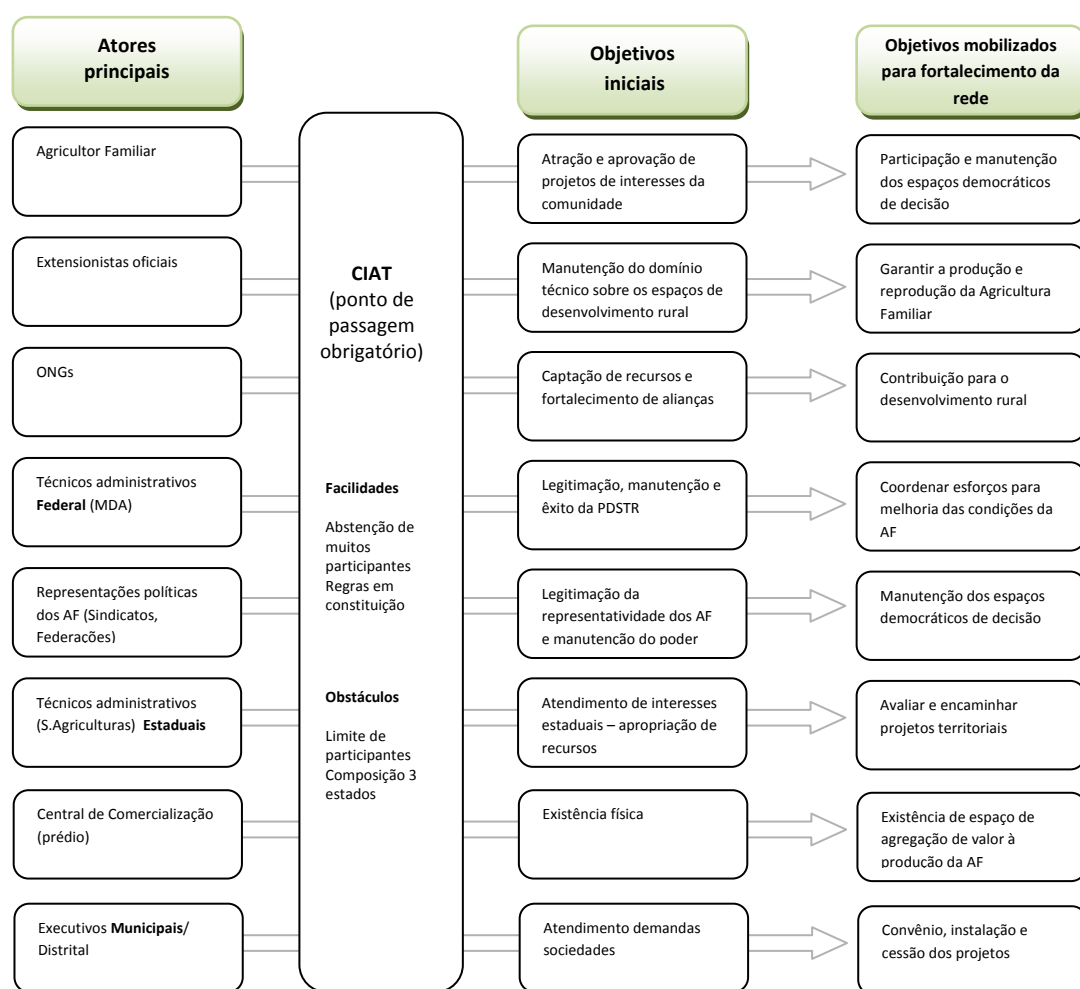 Atores
principais
Objetivos
iniciais
Objetivos mobilizados
para fortalecimento da
rede
Agricultor Familiar
Atração e aprovação de
projetos de interesses da
comunidade
Participação e manutenção
dos espaços democráticos
de decisão
Extensionistas oficiais
CIAT
(ponto de
passagem
obrigatório)
Manutenção do domínio
técnico sobre os espaços de
desenvolvimento rural
Garantir a produção e
reprodução da Agricultura
Familiar
ONGs
Captação de recursos e
fortalecimento de alianças
Contribuição para o
desenvolvimento rural
Técnicos administrativos
Federal (MDA)
Facilidades
Abstenção de
muitos
participantes
Regras em
constituição
Legitimação, manutenção e
êxito da PDSTR
Coordenar esforços para
melhoria das condições da
AF
Representações políticas
dos AF (Sindicatos,
Federações)
Legitimação da
representatividade dos AF
e manutenção do poder
Manutenção dos espaços
democráticos de decisão
Técnicos administrativos
(S.Agriculturas) Estaduais
Obstáculos
Limite de
participantes
Composição 3
estados
Atendimento de interesses
estaduais – apropriação de
recursos
Avaliar e encaminhar
projetos territoriais
Central de Comercialização
(prédio)
Existência física
Existência de espaço de
agregação de valor à
produção da AF
Executivos Municipais/
Distrital
Atendimento demandas
sociedades
Convênio, instalação e
cessão dos projetos